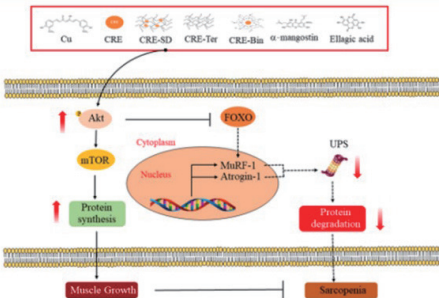 Cu CRE CRE-SD CRE-Ter CRE-Bin α-mangostin Ellagic acid
Akt
FOXO
Cytoplasm
mTOR
Nucleus
MuRF-1
Atrogin-1
UPS
Protein
synthesis
Protein
degradation
Muscle Growth
Sarcopenia